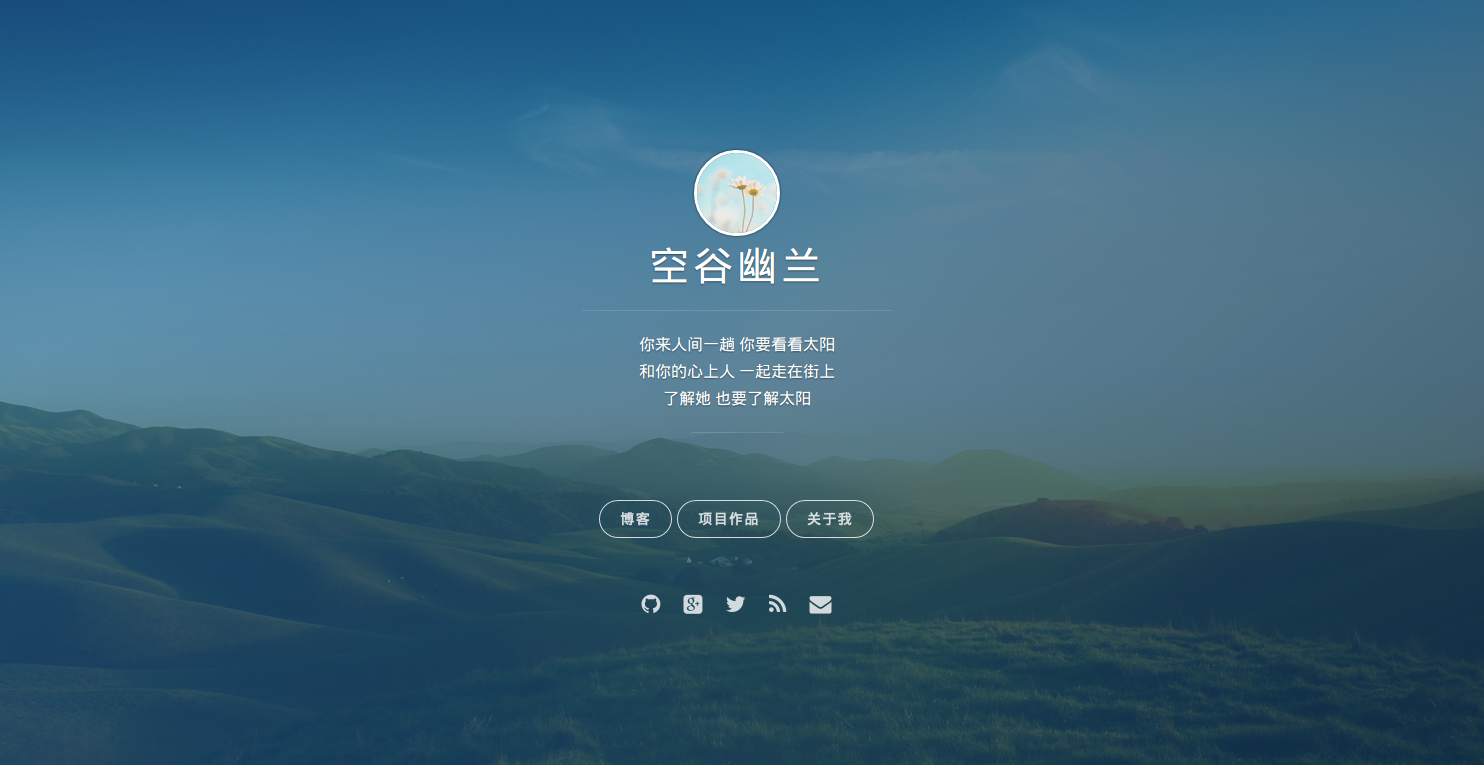 空谷幽兰
你来人间一趟 你要看看太阳
和你的心上人 一起走在街上
了解她 也要了解太阳
博客 项目作品 关于我